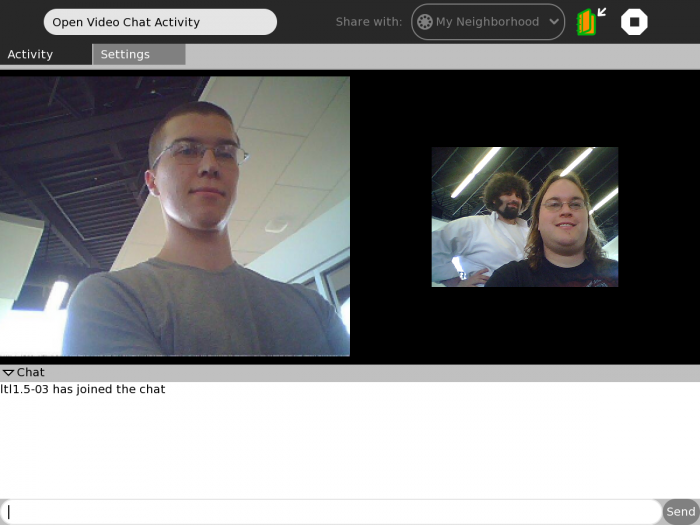 Open Video Chat Activity
Share with:
My Neighborhood
Activity
Settings
Chat
ltl1.5-03 has joined the chat
Send